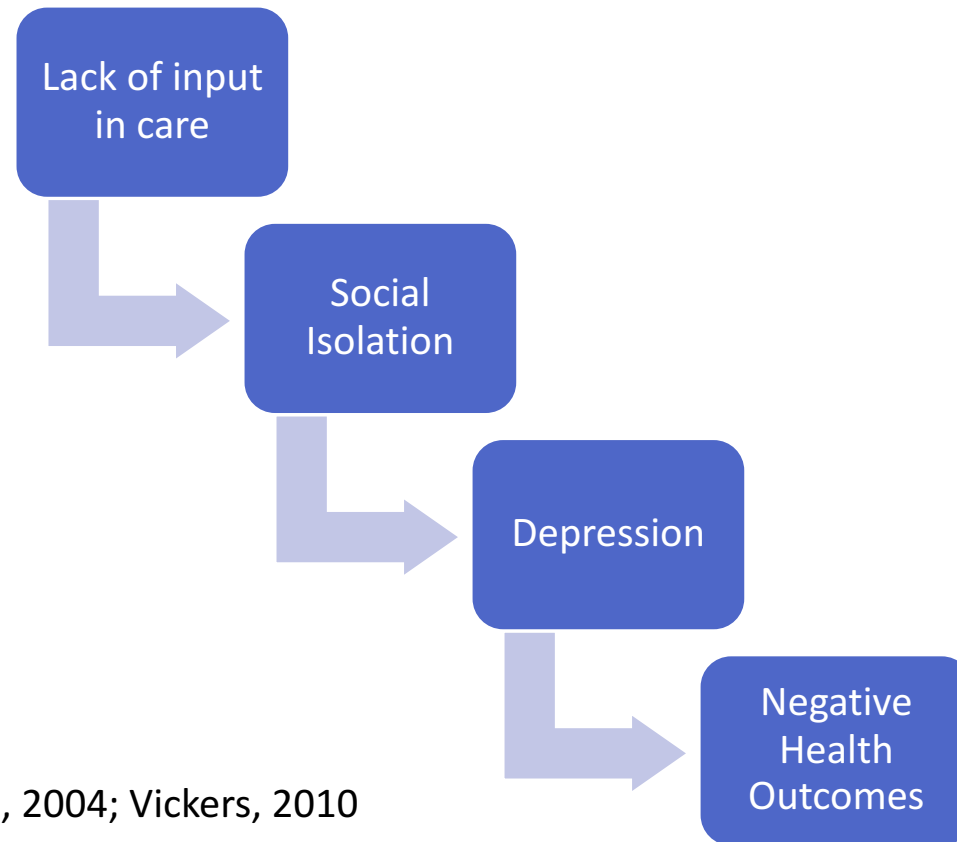 Lack of input
in care
Social
Isolation
Depression
Negative
Health
Outcomes
, 2004; Vickers, 2010